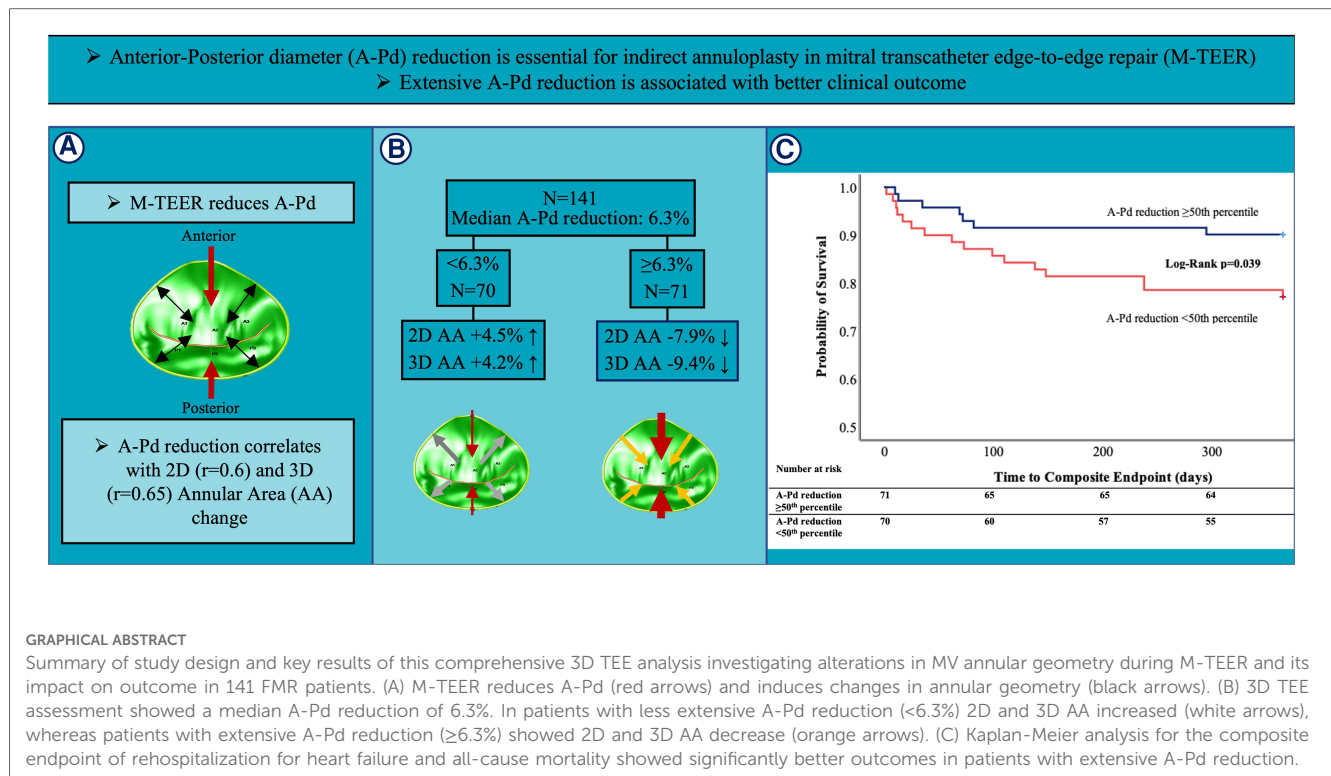 ➤ Anterior-Posterior diameter (A-Pd) reduction is essential for indirect annuloplasty in mitral transcatheter edge-to-edge repair (M-TEER)
➤ Extensive A-Pd reduction is associated with better clinical outcome
A
➤ M-TEER reduces A-Pd
Anterior
A1
A2
A3
P1
P2
P3
Posterior
➤ A-Pd reduction correlates
with 2D (r=0.6) and 3D
(r=0.65) Annular Area (AA)
change
B
N=141
Median A-Pd reduction: 6.3%
<6.3%
N=70
≥6.3%
N=71
2D AA +4.5% ↑
3D AA +4.2% ↑
2D AA -7.9% ↓
3D AA -9.4% ↓
C
Probability of Survival
1.0
0.9
0.8
0.7
0.6
0.5
A-Pd reduction ≥50th percentile
Log-Rank p=0.039
A-Pd reduction <50th percentile
0 100 200 300
Number at risk
Time to Composite Endpoint (days)
A-Pd reduction
≥50th percentile
71 65 65 64
A-Pd reduction
<50th percentile
70 60 57 55
GRAPHICAL ABSTRACT
Summary of study design and key results of this comprehensive 3D TEE analysis investigating alterations in MV annular geometry during M-TEER and its
impact on outcome in 141 FMR patients. (A) M-TEER reduces A-Pd (red arrows) and induces changes in annular geometry (black arrows). (B) 3D TEE
assessment showed a median A-Pd reduction of 6.3%. In patients with less extensive A-Pd reduction (<6.3%) 2D and 3D AA increased (white arrows),
whereas patients with extensive A-Pd reduction (≥6.3%) showed 2D and 3D AA decrease (orange arrows). (C) Kaplan-Meier analysis for the composite
endpoint of rehospitalization for heart failure and all-cause mortality showed significantly better outcomes in patients with extensive A-Pd reduction.